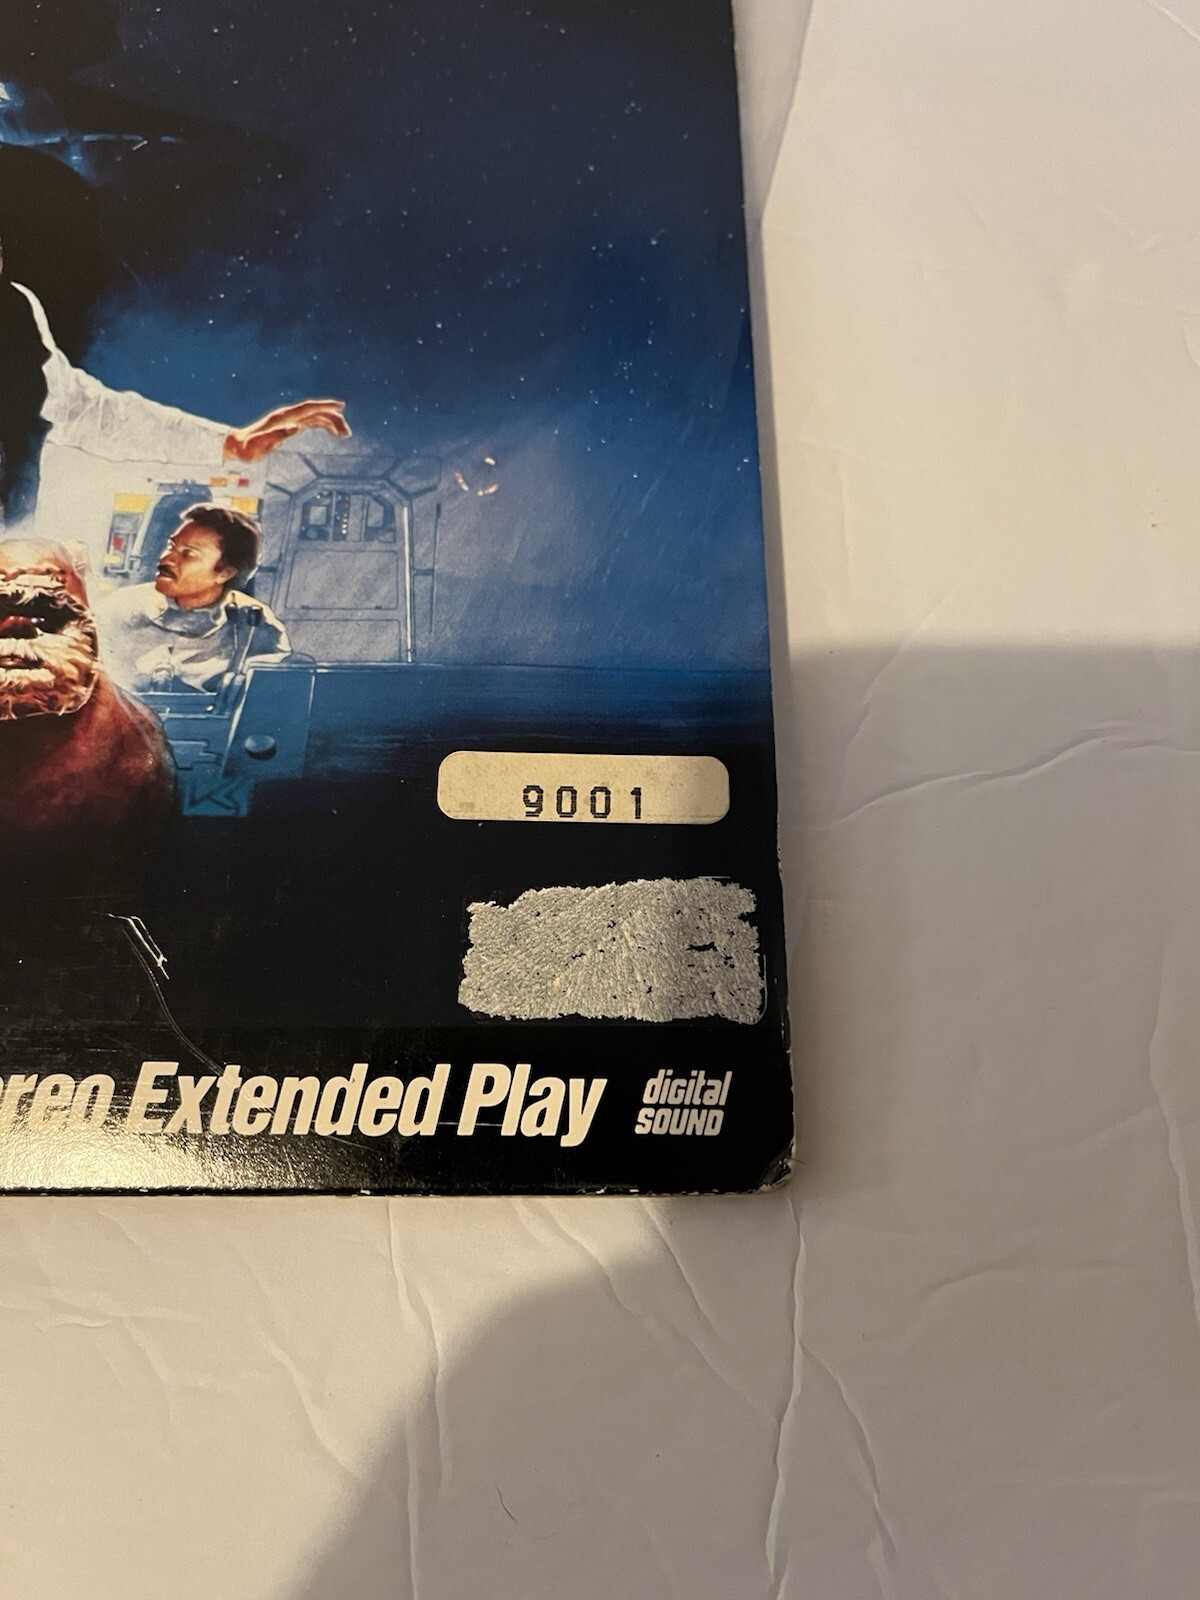 9001
Extended Play
digital
SOUND